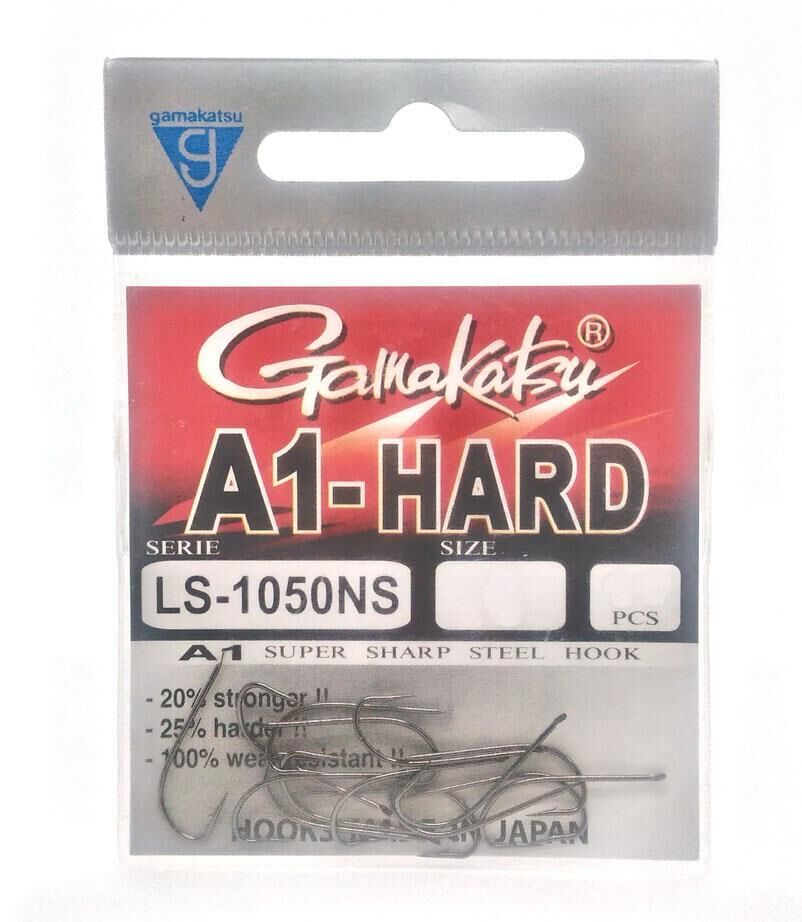 gamakatsu
g
Gamakatsu®
A1-HARD
SERIE SIZE
LS-1050NS
PCS
A1 SUPER SHARP STEEL HOOK
- 20% stronger !!
- 25% harder !!
- 100% wear resistant !!
HOOKS MADE IN JAPAN